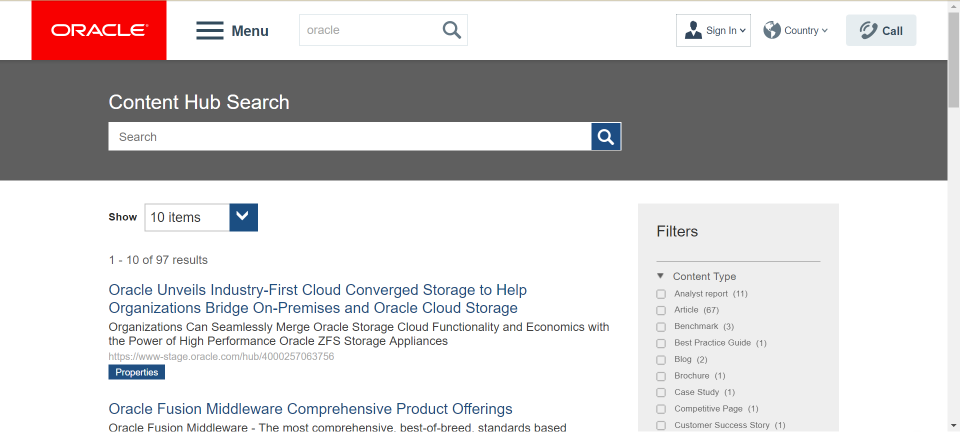 ORACLE
Menu
oracle
Sign In
Country
Call
Content Hub Search
Search
Show
10 items
1 - 10 of 97 results
Oracle Unveils Industry-First Cloud Converged Storage to Help
Organizations Bridge On-Premises and Oracle Cloud Storage
Organizations Can Seamlessly Merge Oracle Storage Cloud Functionality and Economics with
the Power of High Performance Oracle ZFS Storage Appliances
https://www-stage.oracle.com/hub/4000257063756
Properties
Oracle Fusion Middleware Comprehensive Product Offerings
Oracle Fusion Middleware - The most comprehensive, best-of-breed, standards based
Filters
Content Type
Analyst report (11)
Article (67)
Benchmark (3)
Best Practice Guide (1)
Blog (2)
Brochure (1)
Case Study (1)
Competitive Page (1)
Customer Success Story (1)